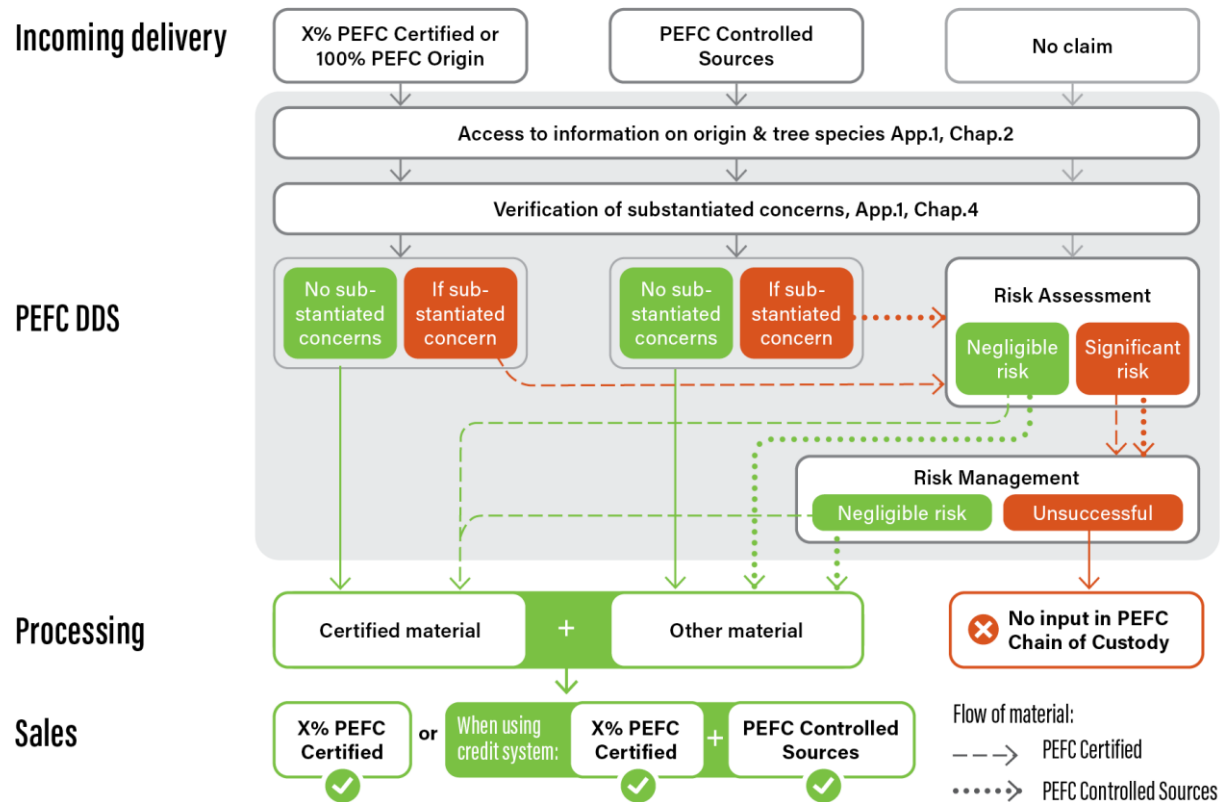 Incoming delivery
X% PEFC Certified or
100% PEFC Origin
PEFC Controlled
Sources
No claim
Access to information on origin & tree species App.1, Chap.2
Verification of substantiated concerns, App.1, Chap.4
PEFC DDS
No sub-
stantiated
concerns
If sub-
stantiated
concern
No sub-
stantiated
concerns
If sub-
stantiated
concern
Risk Assessment
Negligible
risk
Significant
risk
Risk Management
Negligible risk
Unsuccessful
Processing
Certified material
+
Other material
No input in PEFC
Chain of Custody
Sales
X% PEFC
Certified
or
When using
credit system:
X% PEFC
Certified
+
PEFC Controlled
Sources
Flow of material:
PEFC Certified
PEFC Controlled Sources